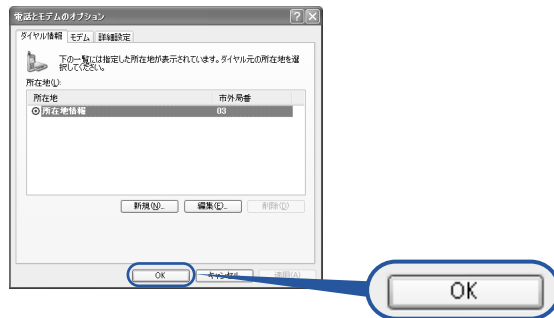 電話とモデムのオプション
ダイヤル情報 モデム 詳細設定
下の一覧には指定した所在地が表示されています。ダイヤル元の所在地を選
択してください。
所在地(L):
所在地 市外局番
所在地情報 03
新規(N)... 編集(E)... 削除(D)
OK キャンセル 適用(A)
OK